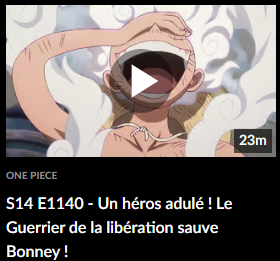 23m
ONE PIECE
S14 E1140 - Un héros adulé ! Le
Guerrier de la libération sauve
Bonney !